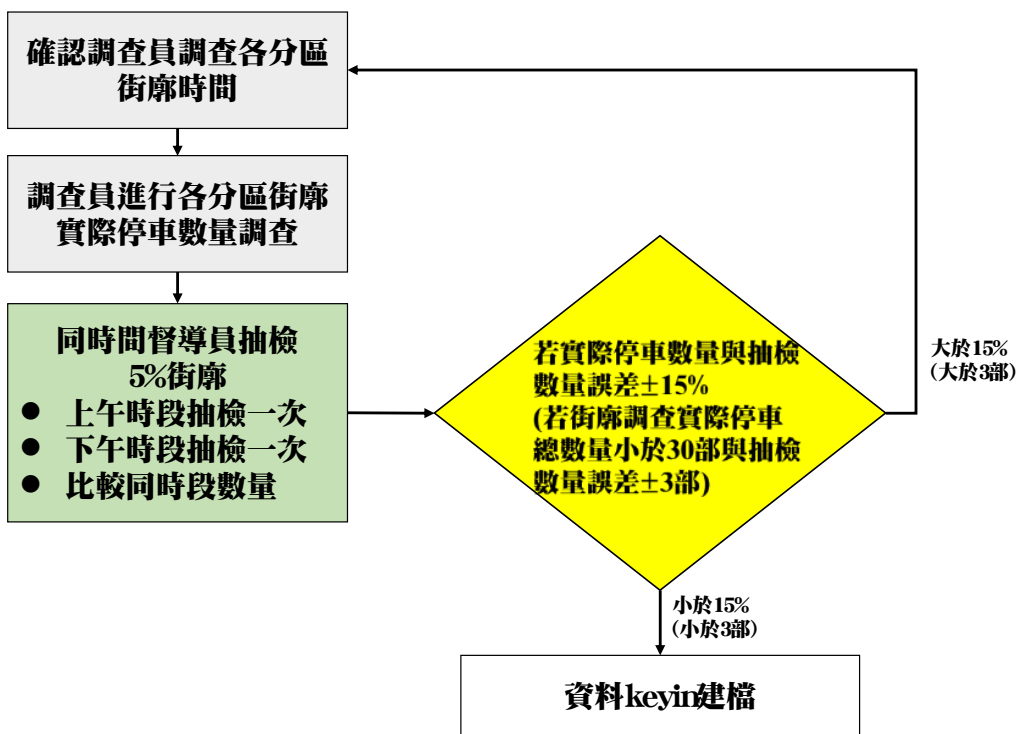 確認調查員調查各分區
街廓時間
調查員進行各分區街廓
實際停車數量調查
同時間督導員抽檢
5%街廓
● 上午時段抽檢一次
● 下午時段抽檢一次
● 比較同時段數量
若實際停車數量與抽檢
數量誤差±15%
(若街廓調查實際停車
總數量小於30部與抽檢
數量誤差±3部)
大於15%
(大於3部)
小於15%
(小於3部)
資料keyin建檔